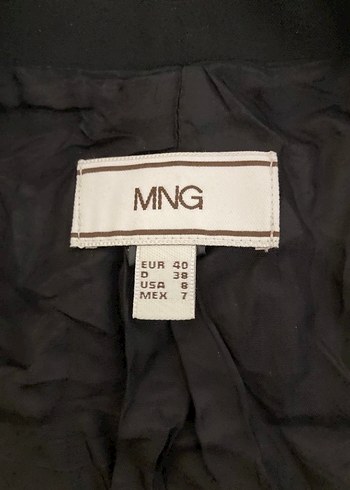 MNG
EUR 40
D 38
USA 8
MEX 7